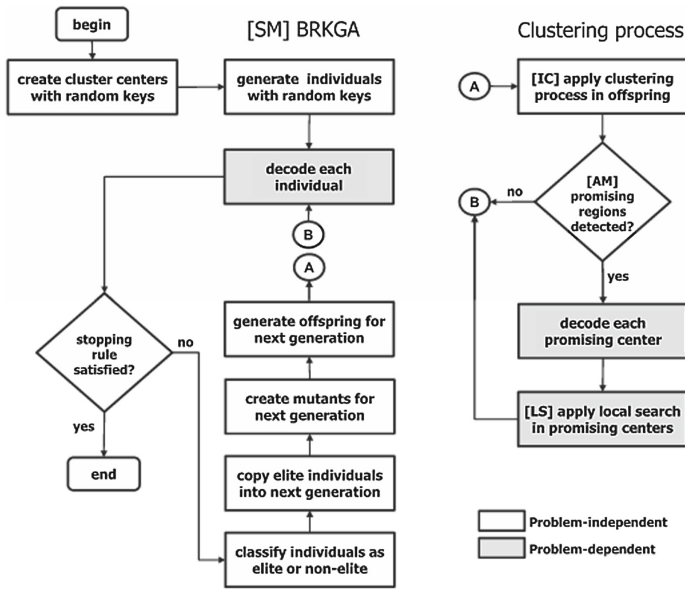 begin
[SM] BRKGA
Clustering process
create cluster centers
with random keys
generate individuals
with random keys
decode each
individual
B
A
generate offspring for
next generation
create mutants for
next generation
copy elite individuals
into next generation
classify individuals as
elite or non-elite
stopping
rule
satisfied?
no
yes
end
A
[IC] apply clustering
process in offspring
[AM]
promising
regions
detected?
no
B
yes
decode each
promising center
[LS] apply local search
in promising centers
Problem-independent
Problem-dependent